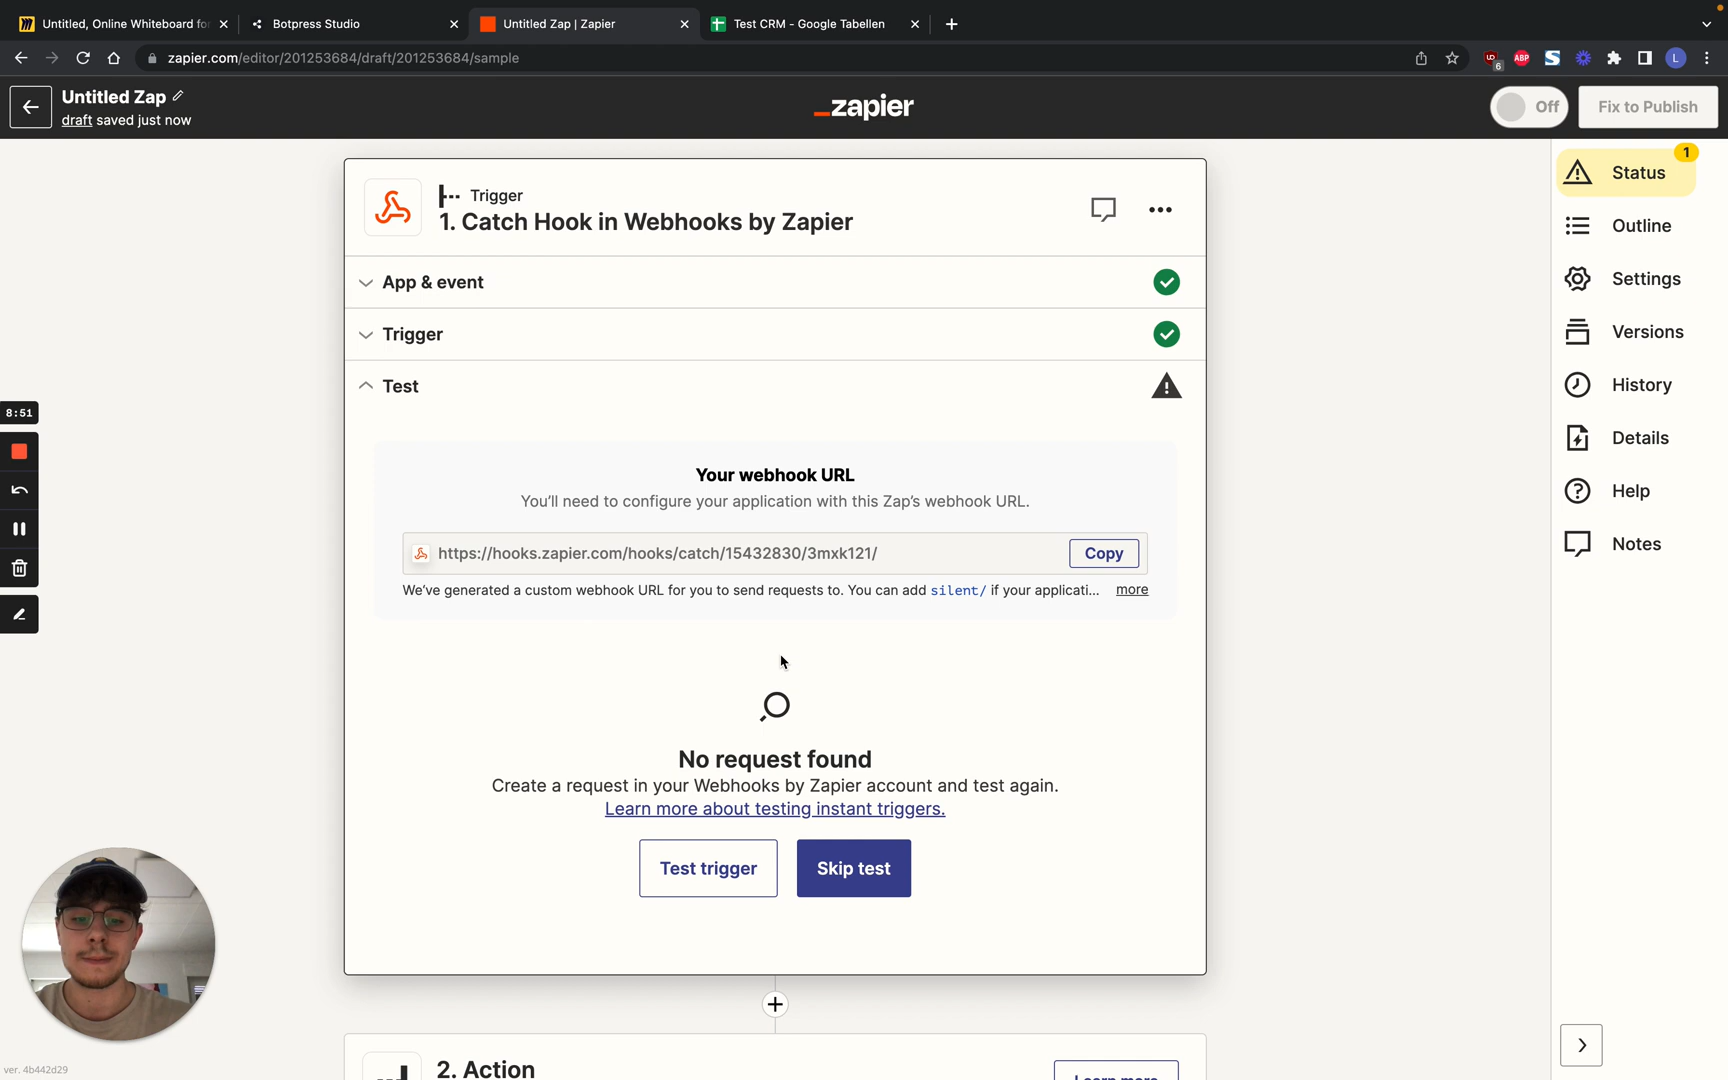 Untitled, Online Whiteboard for
Botpress Studio
Untitled Zap | Zapier
Test CRM - Google Tabellen
zapier.com/editor/201253684/draft/201253684/sample
6
ABP
L
Untitled Zap
draft saved just now
_zapier
Off
Fix to Publish
Trigger
1. Catch Hook in Webhooks by Zapier
App & event
Trigger
Test
Your webhook URL
You’ll need to configure your application with this Zap’s webhook URL.
https://hooks.zapier.com/hooks/catch/15432830/3mxk121/
Copy
We’ve generated a custom webhook URL for you to send requests to. You can add silent/ if your applicati...
more
No request found
Create a request in your Webhooks by Zapier account and test again.
Learn more about testing instant triggers.
Test trigger
Skip test
2. Action
Learn more
1
Status
Outline
Settings
Versions
History
Details
Help
Notes
8:51
ver. 4b442d29